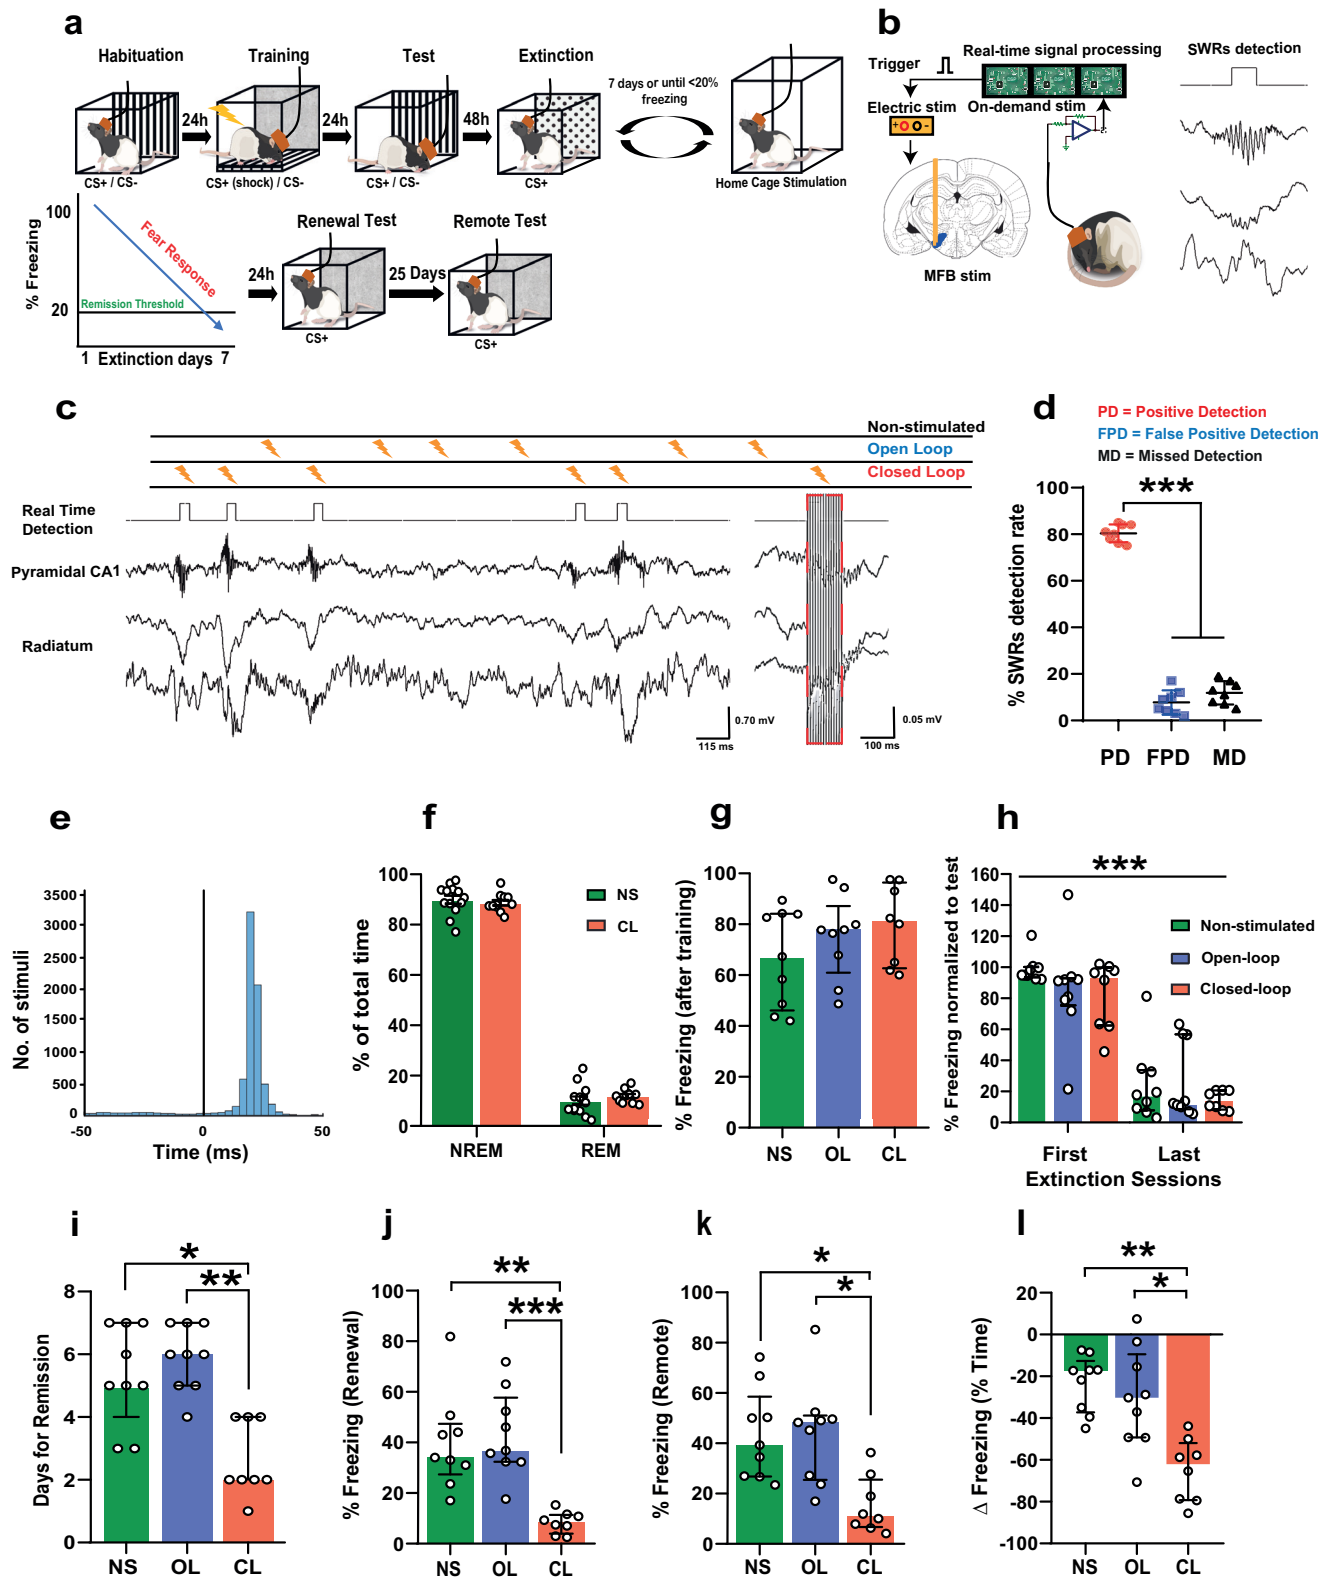 a
Habituation
Training
Test
Extinction
24h
24h
48h
7 days or until <20%
freezing
CS+ / CS-
CS+ (shock) / CS-
CS+ / CS-
CS+
Home Cage Stimulation
% Freezing
100
20
Fear Response
Remission Threshold
1 Extinction days 7
24h
Renewal Test
CS+
25 Days
Remote Test
CS+
b
Real-time signal processing
Trigger
Electric stim
+ -
On-demand stim
MFB stim
SWRs detection
c
Non-stimulated
Open Loop
Closed Loop
Real Time
Detection
Pyramidal CA1
Radiatum
0.70 mV
115 ms
0.05 mV
100 ms
d
PD = Positive Detection
FPD = False Positive Detection
MD = Missed Detection
% SWRs detection rate
100
80
60
40
20
0
***
PD FPD MD
e
No. of stimuli
3500
3000
2500
2000
1500
1000
500
0
-50 0 50
Time (ms)
f
% of total time
100
80
60
40
20
0
NS
CL
NREM REM
g
% Freezing (after training)
100
80
60
40
20
0
NS OL CL
h
% Freezing normalized to test
160
140
120
100
80
60
40
20
0
***
Non-stimulated
Open-loop
Closed-loop
First Last
Extinction Sessions
i
Days for Remission
8
6
4
2
0
*
**
NS OL CL
j
% Freezing (Renewal)
100
80
60
40
20
0
**
***
NS OL CL
k
% Freezing (Remote)
100
80
60
40
20
0
*
*
NS OL CL
l
Δ Freezing (% Time)
20
0
-20
-40
-60
-80
-100
**
*
NS OL CL